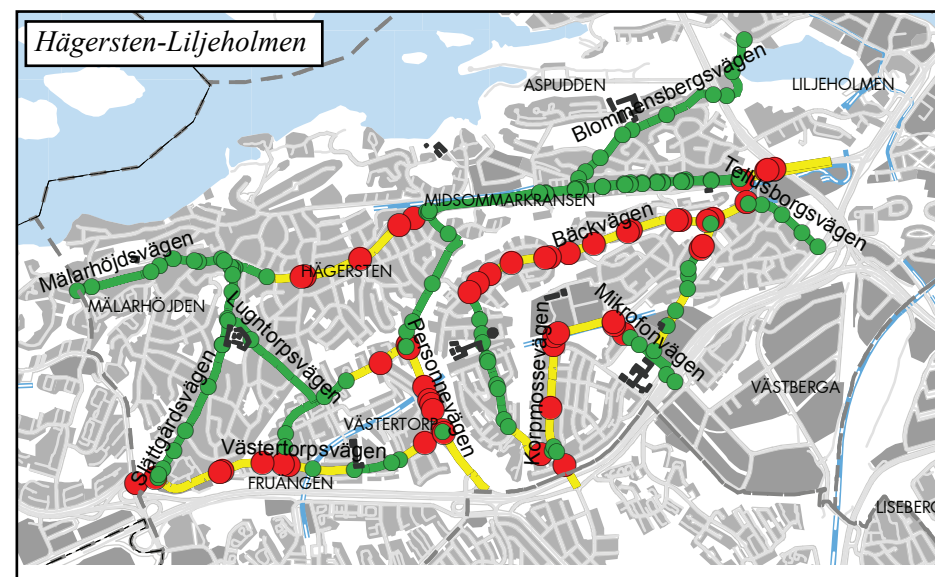 Hägersten-Liljeholmen
ASPUDDEN
LILJEHOLMEN
Blommensbergsvägen
Tellusborgsvägen
MIDSOMMARKRANSEN
Bäckvägen
Mälarhöjdsvägen
HÄGERSTEN
MÄLARHÖJDEN
Lugntorpsvägen
Mikrofonvägen
Personnevägen
Korpmossevägen
VÄSTBERGA
Slättgårdsvägen
VÄSTERTORP
Västertorpsvägen
FRUÄNGEN
LISEBERG